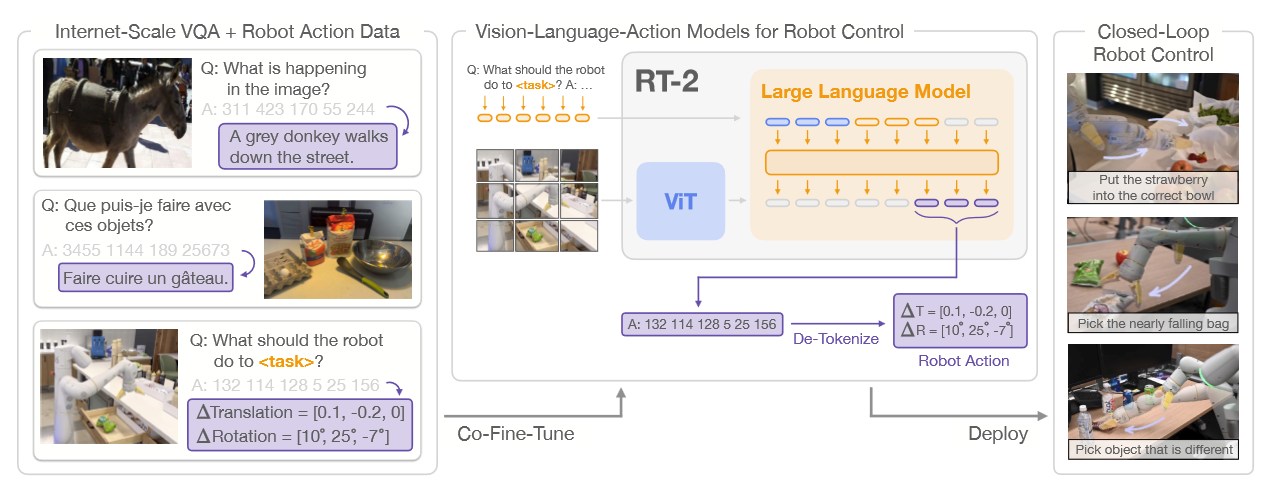 Internet-Scale VQA + Robot Action Data
Q: What is happening
in the image?
A: 311 423 170 55 244
A grey donkey walks
down the street.
Q: Que puis-je faire avec
ces objets?
A: 3455 1144 189 25673
Faire cuire un gâteau.
Q: What should the robot
do to <task>?
A: 132 114 128 5 25 156
ΔTranslation = [0.1, -0.2, 0]
ΔRotation = [10°, 25°, -7°]
Co-Fine-Tune
Vision-Language-Action Models for Robot Control
Q: What should the robot
do to <task>? A: ...
RT-2
Large Language Model
ViT
A: 132 114 128 5 25 156
De-Tokenize
ΔT = [0.1, -0.2, 0]
ΔR = [10°, 25°, -7°]
Robot Action
Deploy
Closed-Loop
Robot Control
Put the strawberry
into the correct bowl
Pick the nearly falling bag
Pick object that is different